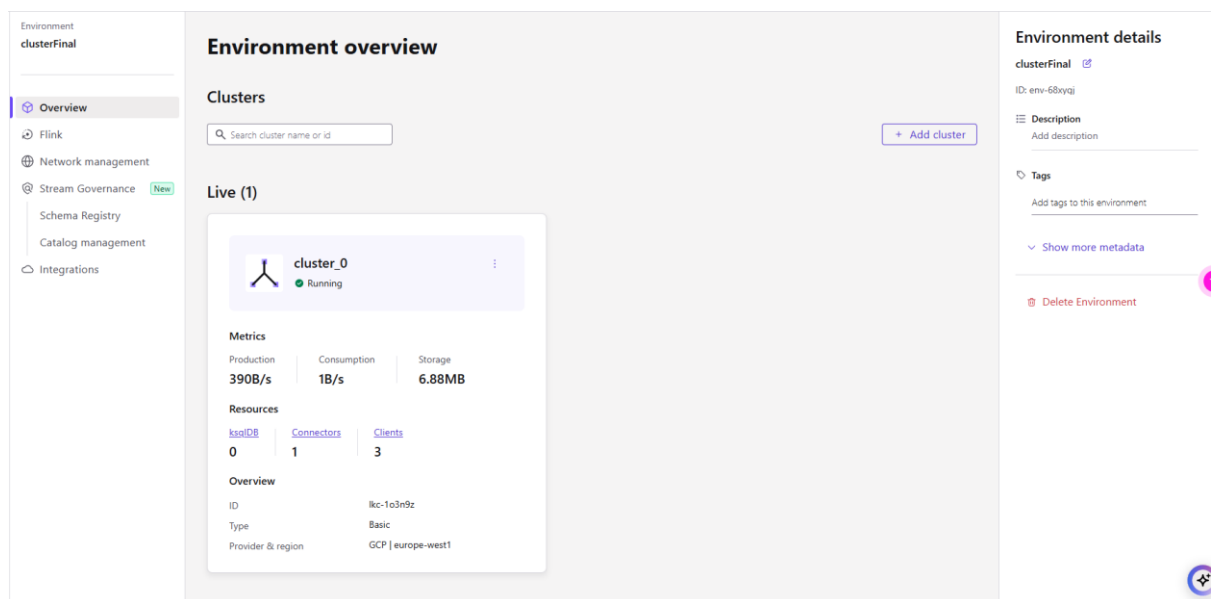 Environment
clusterFinal
Overview
Flink
Network management
Stream Governance New
Schema Registry
Catalog management
Integrations
Environment overview
Clusters
Search cluster name or id
+ Add cluster
Live (1)
cluster_0
Running
Metrics
Production Consumption Storage
390B/s 1B/s 6.88MB
Resources
ksqlDB Connectors Clients
0 1 3
Overview
ID lkc-1o3n9z
Type Basic
Provider & region GCP | europe-west1
Environment details
clusterFinal
ID: env-68xyqj
Description
Add description
Tags
Add tags to this environment
Show more metadata
Delete Environment